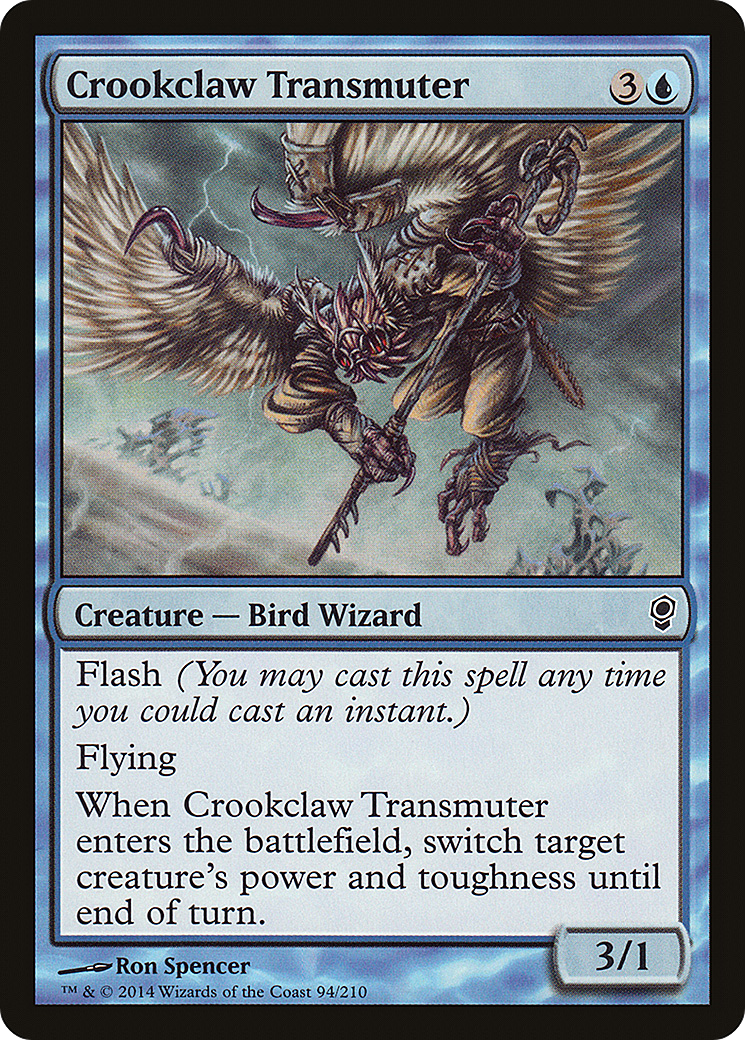 Crookclaw Transmuter 3
Creature — Bird Wizard
Flash (You may cast this spell any time
you could cast an instant.)
Flying
When Crookclaw Transmuter
enters the battlefield, switch target
creature's power and toughness until
end of turn.
3/1
Ron Spencer
™ & © 2014 Wizards of the Coast 94/210